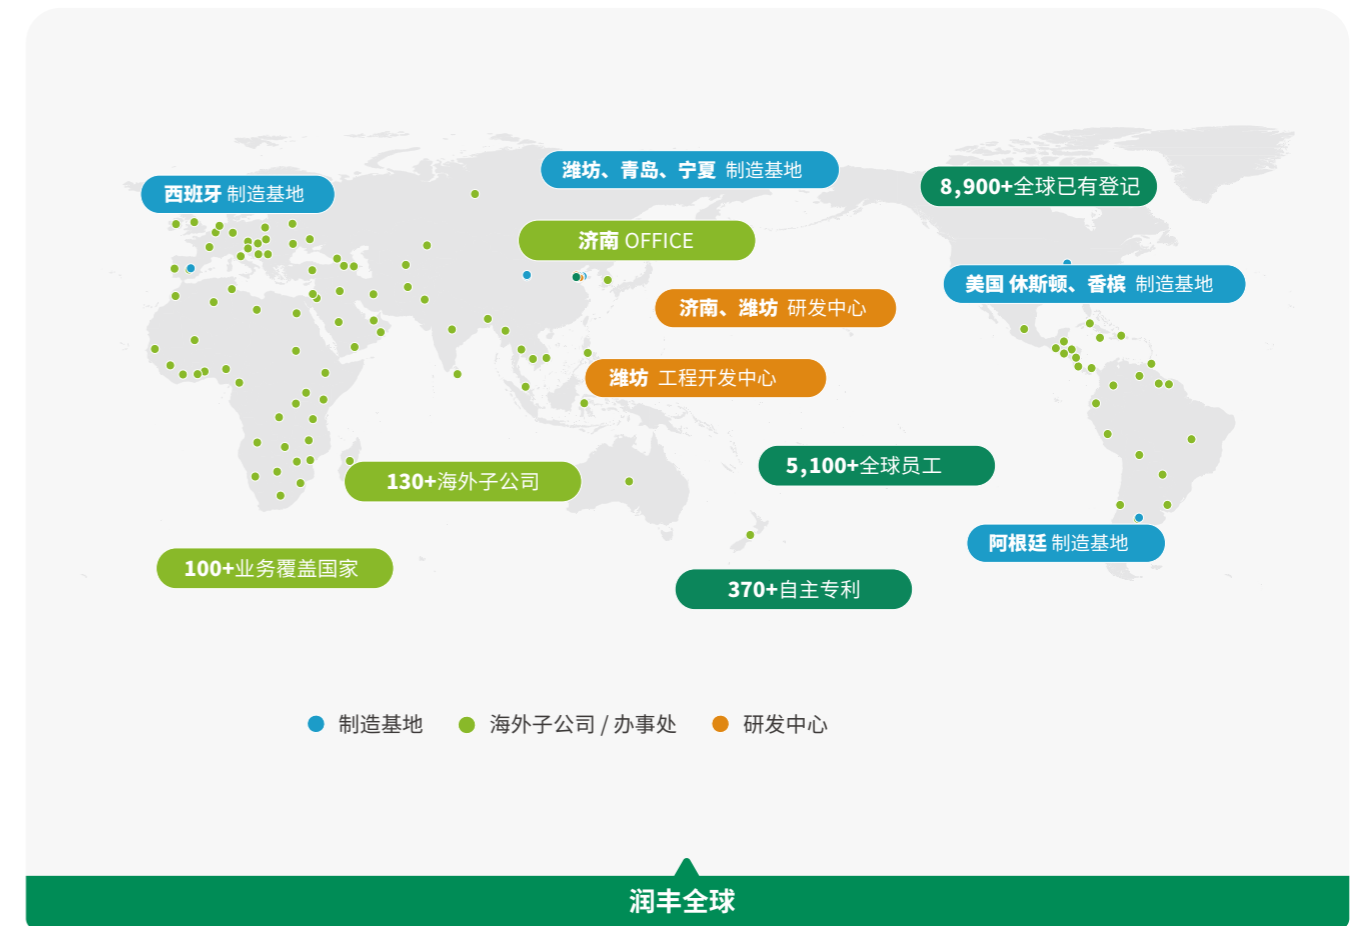 潍坊、青岛、宁夏 制造基地
8,900+全球已有登记
西班牙 制造基地
济南 OFFICE
美国 休斯顿、香槟 制造基地
济南、潍坊 研发中心
潍坊 工程开发中心
5,100+全球员工
130+海外子公司
阿根廷 制造基地
100+业务覆盖国家
370+自主专利
制造基地
海外子公司 / 办事处
研发中心
润丰全球